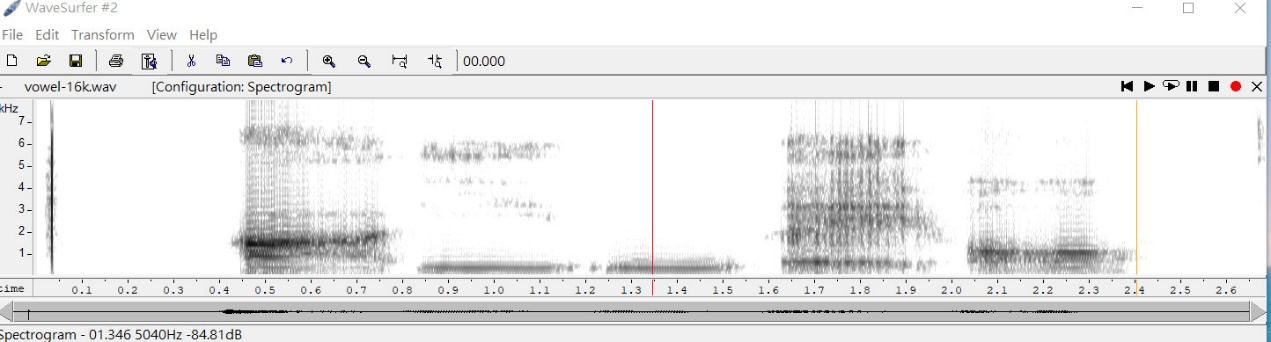 WaveSurfer #2
File Edit Transform View Help
00.000
vowel-16k.wav [Configuration: Spectrogram]
kHz
7
6
5
4
3
2
1
time 0.1 0.2 0.3 0.4 0.5 0.6 0.7 0.8 0.9 1.0 1.1 1.2 1.3 1.4 1.5 1.6 1.7 1.8 1.9 2.0 2.1 2.2 2.3 2.4 2.5 2.6
Spectrogram - 01.346 5040Hz -84.81dB